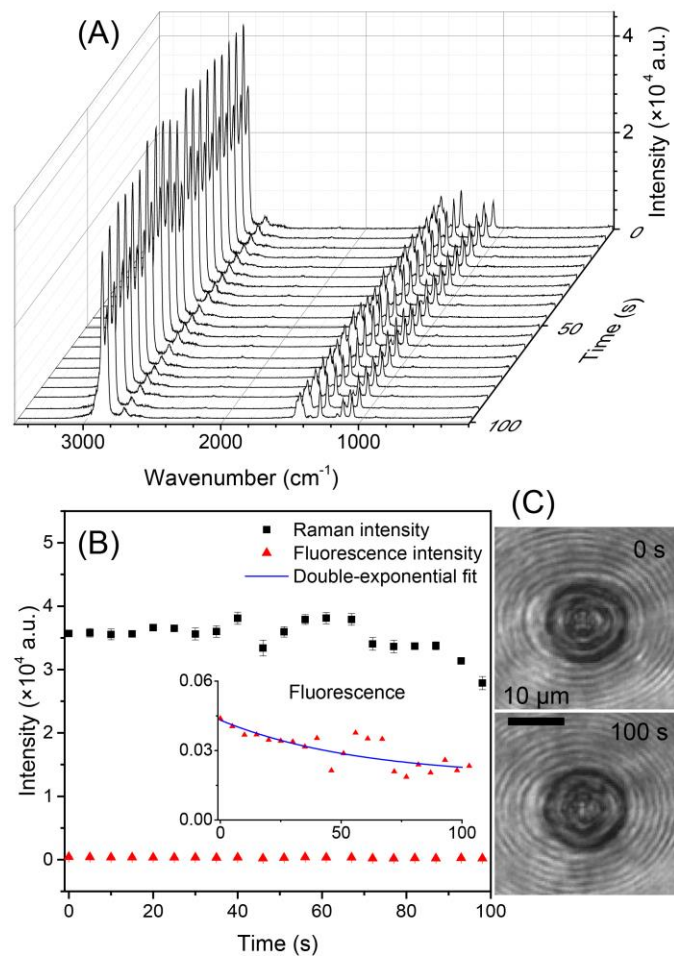 (A)
4
2
0
Intensity (×10⁴ a.u.)
0
50
100
Time (s)
3000
2000
1000
Wavenumber (cm⁻¹)
(B)
Raman intensity
Fluorescence intensity
Double-exponential fit
5
4
3
2
1
0
Intensity (×10⁴ a.u.)
Fluorescence
0.06
0.03
0.00
0
50
100
0
20
40
60
80
100
Time (s)
(C)
0 s
10 µm
100 s